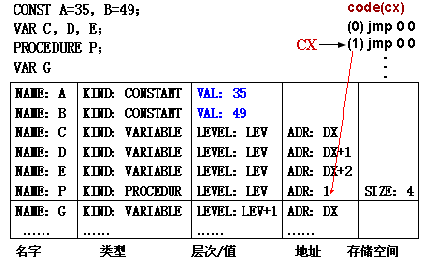 CONST A=35, B=49;
VAR C, D, E;
PROCEDURE P;
VAR G
code(cx)
(0) jmp 0 0
CX (1) jmp 0 0
NAME: A KIND: CONSTANT VAL: 35
NAME: B KIND: CONSTANT VAL: 49
NAME: C KIND: VARIABLE LEVEL: LEV ADR: DX
NAME: D KIND: VARIABLE LEVEL: LEV ADR: DX+1
NAME: E KIND: VARIABLE LEVEL: LEV ADR: DX+2
NAME: P KIND: PROCEDUR LEVEL: LEV ADR: 1 SIZE: 4
NAME: G KIND: VARIABLE LEVEL: LEV+1 ADR: DX
…… …… …… ……
名字 类型 层次/值 地址 存储空间